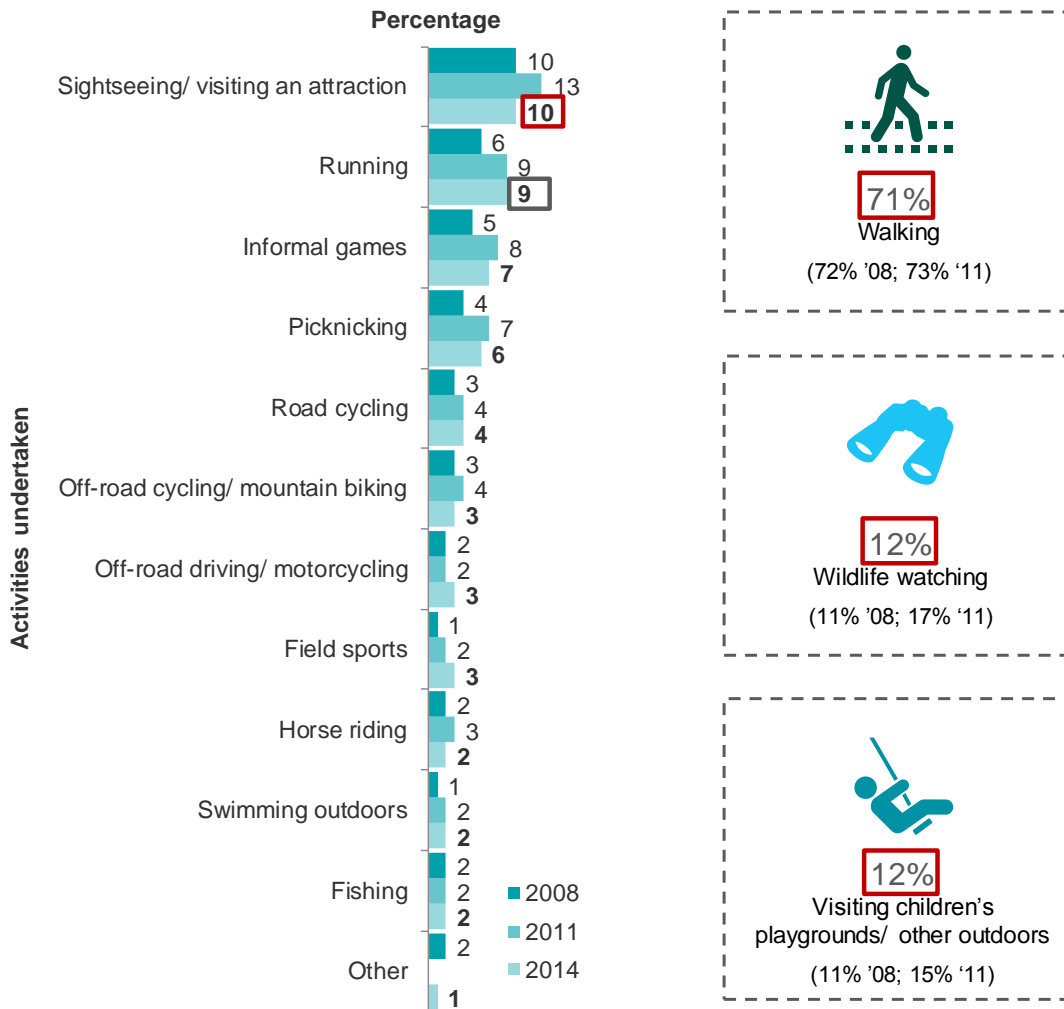 Percentage
Activities undertaken
Sightseeing/ visiting an attraction
10
13
10
Running
6
9
9
Informal games
5
8
7
Picknicking
4
7
6
Road cycling
3
4
4
Off-road cycling/ mountain biking
3
4
3
Off-road driving/ motorcycling
2
2
3
Field sports
1
2
3
Horse riding
2
3
2
Swimming outdoors
1
2
2
Fishing
2
2
2
Other
2
1
2008
2011
2014
71%
Walking
(72% ’08; 73% ‘11)
12%
Wildlife watching
(11% ’08; 17% ‘11)
12%
Visiting children’s
playgrounds/ other outdoors
(11% ’08; 15% ‘11)